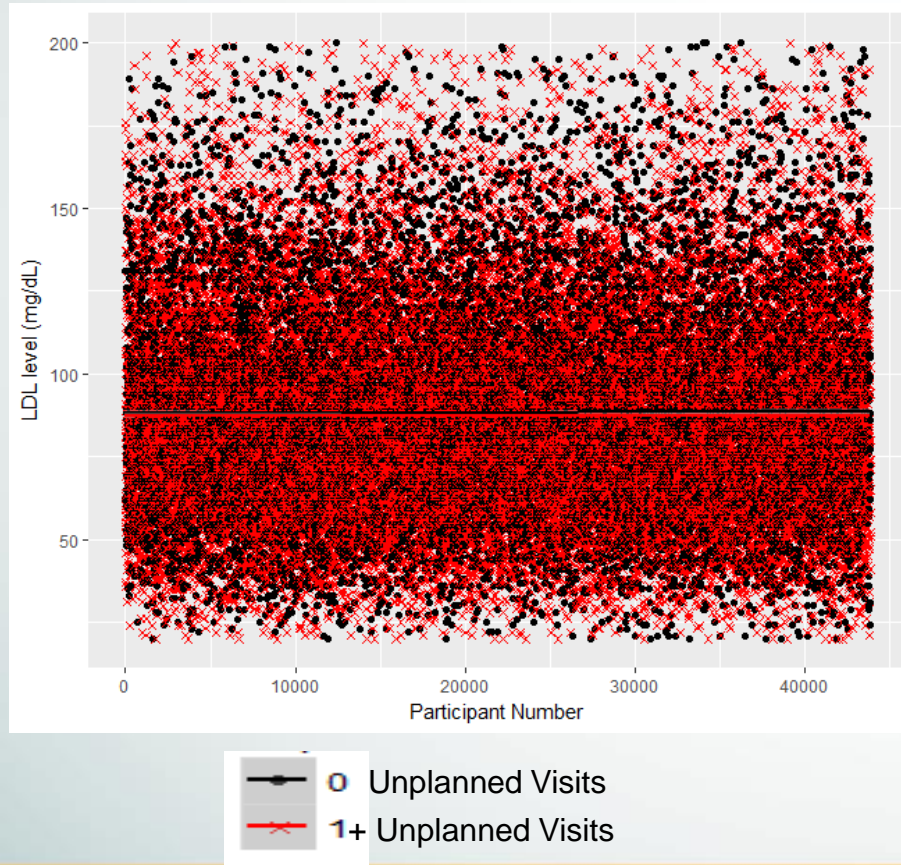 200
150
100
50
LDL level (mg/dL)
0 10000 20000 30000 40000
Participant Number
0 Unplanned Visits
1+ Unplanned Visits